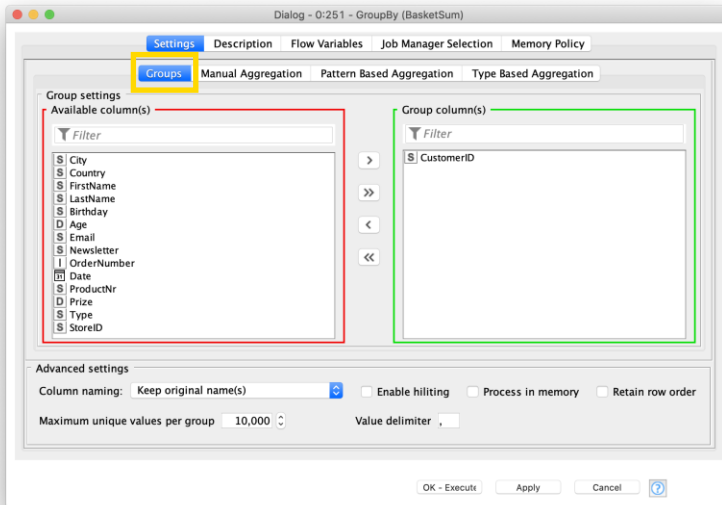 Dialog - 0:251 - GroupBy (BasketSum)
Settings Description Flow Variables Job Manager Selection Memory Policy
Groups Manual Aggregation Pattern Based Aggregation Type Based Aggregation
Group settings
Available column(s)
Filter
S City
S Country
S FirstName
S LastName
S Birthday
D Age
S Email
S Newsletter
I OrderNumber
31 Date
S ProductNr
D Prize
S Type
S StoreID
>
>>
<
<<
Group column(s)
Filter
S CustomerID
Advanced settings
Column naming: Keep original name(s) Enable hiliting Process in memory Retain row order
Maximum unique values per group 10,000 Value delimiter ,
OK - Execute Apply Cancel ?